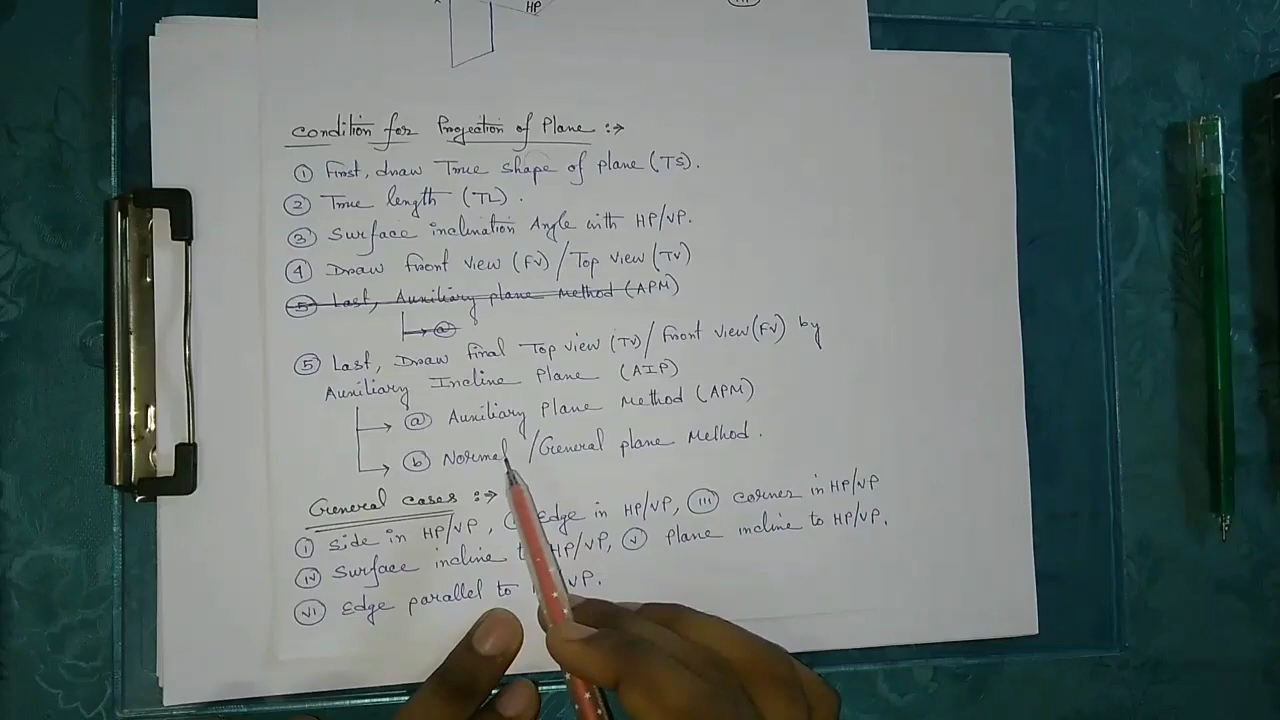 HP
Condition for Projection of Plane :→
① First, draw True shape of plane (TS).
② True length (TL).
③ Surface inclination Angle with HP/VP.
④ Draw front view (FV) / Top view (TV)
⑤ Last, Auxiliary plane Method (APM)
→ ⓐ
⑤ Last, Draw final Top view (TV) / Front view (FV) by
Auxiliary Incline Plane (AIP)
→ ⓐ Auxiliary Plane Method (APM)
→ ⓑ Normal / General plane Method.
General cases :→
ⓘ Side in HP/VP, Edge in HP/VP, ⓘⓘⓘ corner in HP/VP
ⓘⓥ Surface incline HP/VP, ⓥ Plane incline to HP/VP.
ⓥⓘ Edge parallel to VP.